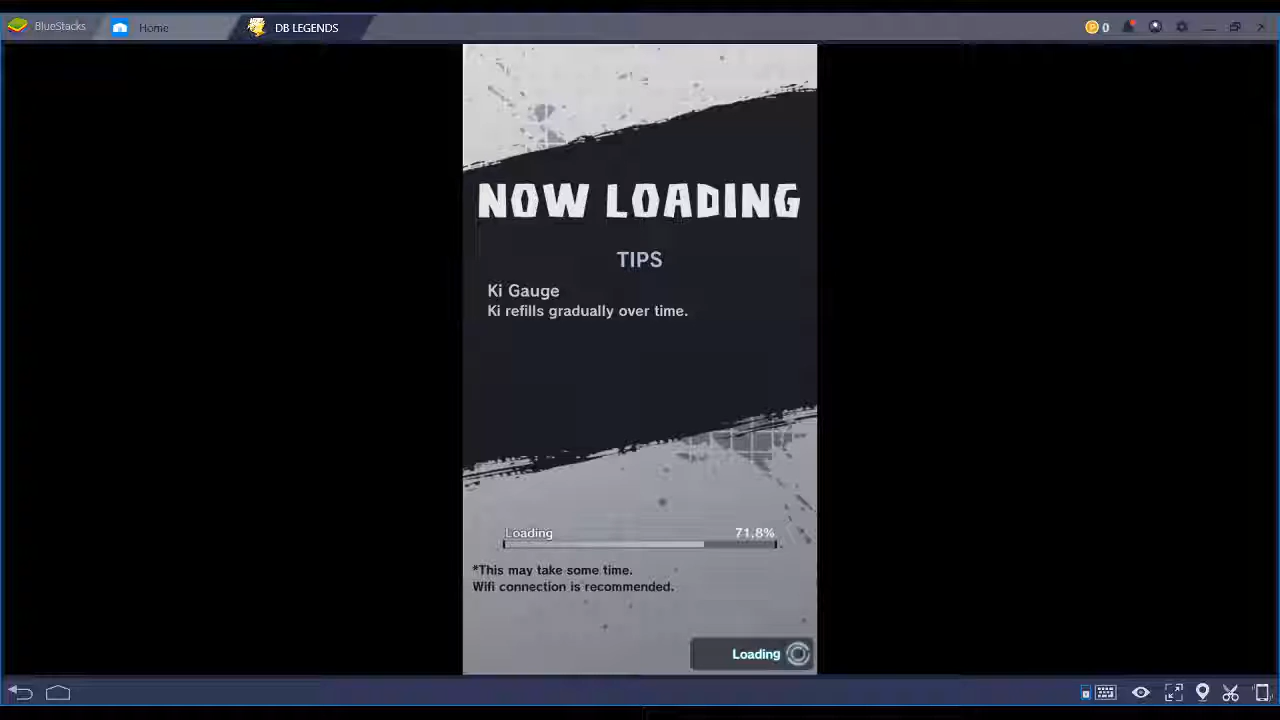 BlueStacks
Home
DB LEGENDS
0
NOW LOADING
TIPS
Ki Gauge
Ki refills gradually over time.
Loading 71.8%
*This may take some time.
Wifi connection is recommended.
Loading